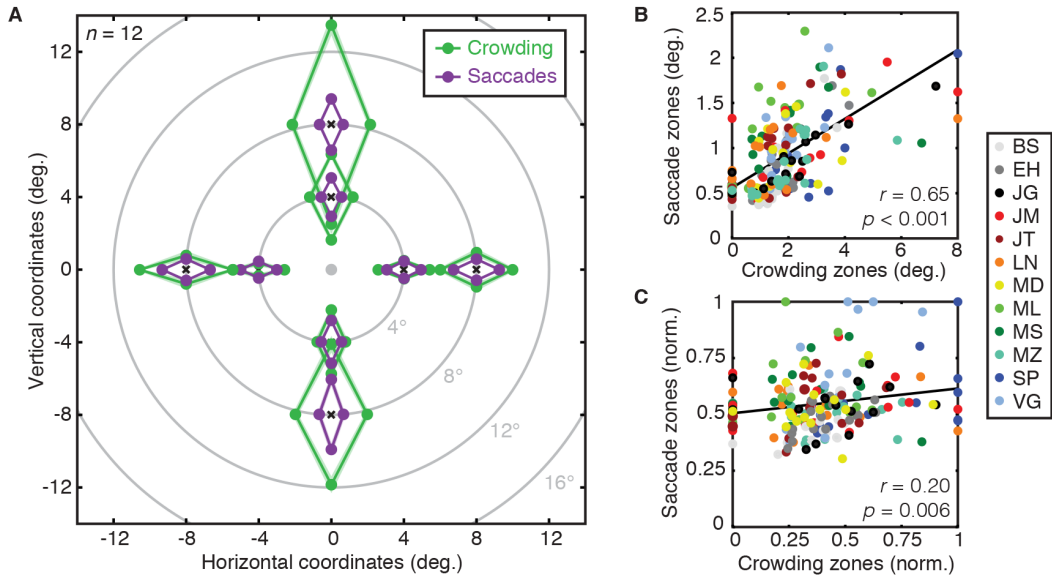 A
n = 12
Crowding
Saccades
12
8
4
0
-4
-8
-12
Vertical coordinates (deg.)
4°
8°
12°
16°
-12 -8 -4 0 4 8 12
Horizontal coordinates (deg.)
B
2.5
2
1.5
1
0.5
0
Saccade zones (deg.)
r = 0.65
p < 0.001
0 2 4 6 8
Crowding zones (deg.)
C
1
0.75
0.5
0.25
0
Saccade zones (norm.)
r = 0.20
p = 0.006
0 0.25 0.5 0.75 1
Crowding zones (norm.)
BS
EH
JG
JM
JT
LN
MD
ML
MS
MZ
SP
VG